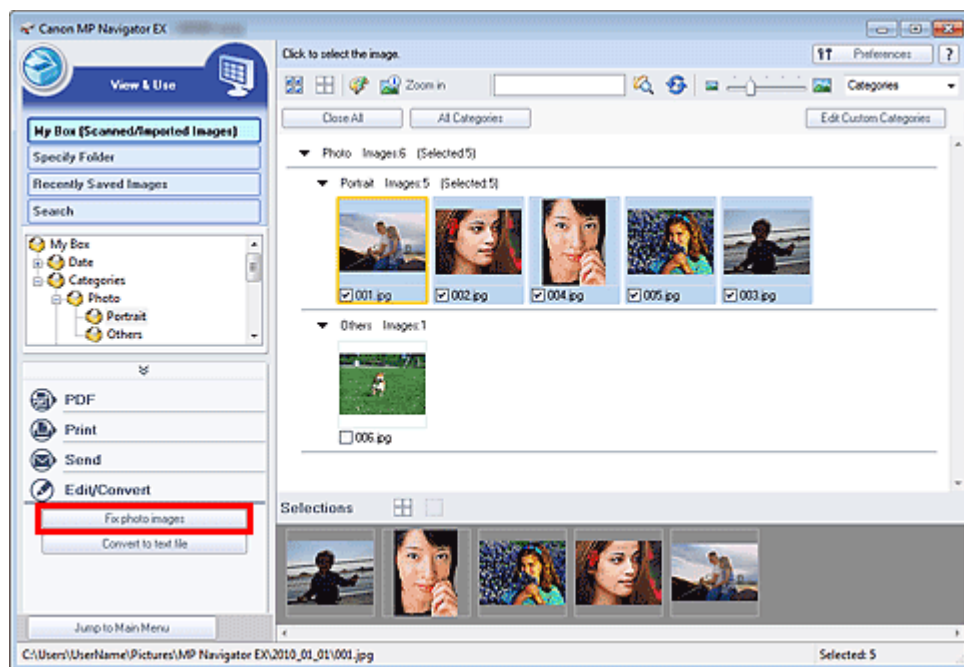 Canon MP Navigator EX
View & Use
My Box (Scanned/Imported Images)
Specify Folder
Recently Saved Images
Search
My Box
Date
Categories
Photo
Portrait
Others
PDF
Print
Send
Edit/Convert
Fix photo images
Convert to text file
Jump to Main Menu
Click to select the image.
Preferences
?
Zoom in
Categories
Close All
All Categories
Edit Custom Categories
Photo Images:6 (Selected:5)
Portrait Images:5 (Selected:5)
001.jpg
002.jpg
004.jpg
005.jpg
003.jpg
Others Images:1
006.jpg
Selections
C:\Users\UserName\Pictures\MP Navigator EX\2010_01_01\001.jpg
Selected: 5